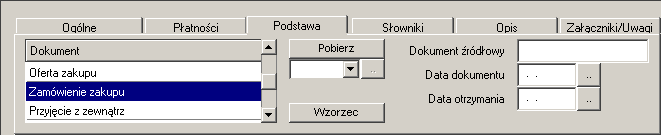 Ogólne Płatności Podstawa Słowniki Opis Załączniki/Uwagi
Dokument Pobierz Dokument źródłowy
Oferta zakupu .. Data dokumentu . . ..
Zamówienie zakupu Data otrzymania . . ..
Przyjęcie z zewnątrz Wzorzec